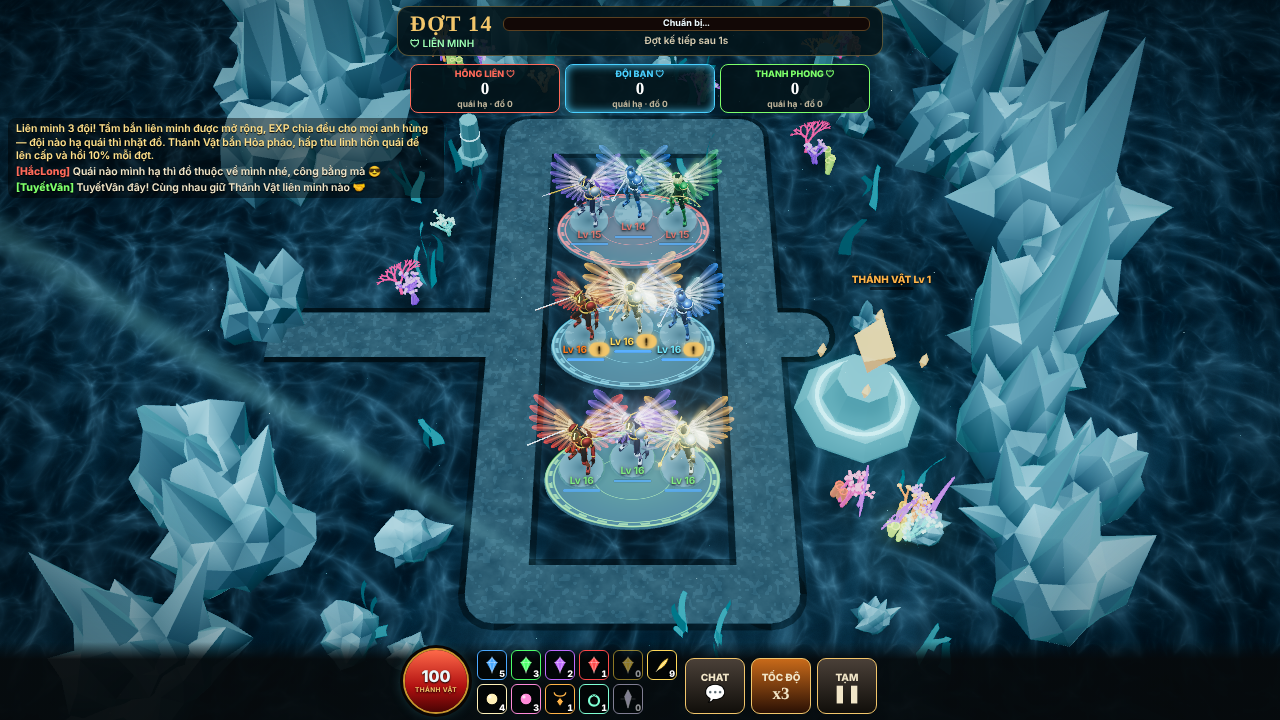 ĐỢT 14
Chuẩn bị...
🛡 LIÊN MINH
Đợt kế tiếp sau 1s
HỒNG LIÊN 🛡
0
quái hạ · đồ 0
ĐỘI BẠN 🛡
0
quái hạ · đồ 0
THANH PHONG 🛡
0
quái hạ · đồ 0
Liên minh 3 đội! Tầm bắn liên minh được mở rộng, EXP chia đều cho mọi anh hùng
— đội nào hạ quái thì nhặt đồ. Thánh Vật bắn Hỏa pháo, hấp thu linh hồn quái để
lên cấp và hồi 10% mỗi đợt.
[HắcLong] Quái nào mình hạ thì đồ thuộc về mình nhé, công bằng mà 😎
[TuyếtVân] TuyếtVân đây! Cùng nhau giữ Thánh Vật liên minh nào 🤝
Lv 15
Lv 14
Lv 15
THÁNH VẬT Lv 1
Lv 16
Lv 16
Lv 16
Lv 16
Lv 16
Lv 16
100
THÁNH VẬT
5
3
2
1
0
9
4
3
1
1
0
CHAT
💬
TỐC ĐỘ
x3
TẠM
❚❚